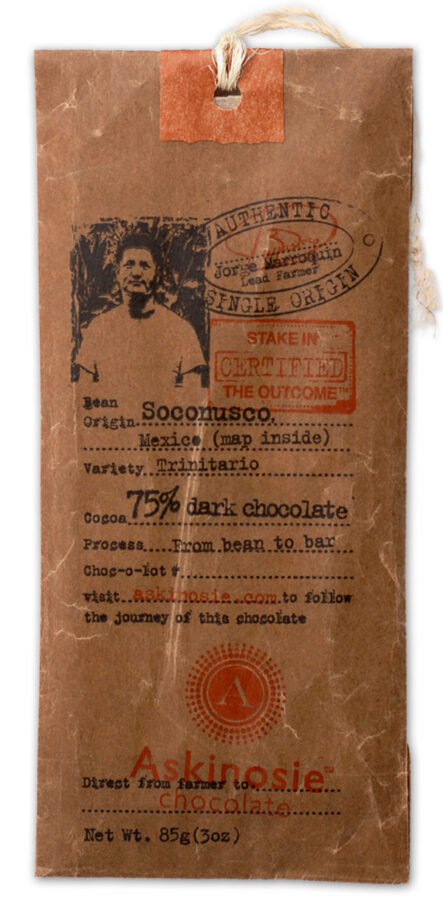 AUTHENTIC
Jorge Marroquin
Lead Farmer
SINGLE ORIGIN
STAKE IN
CERTIFIED
THE OUTCOME™
Bean
Origin Soconusco,
Mexico (map inside)
Variety Trinitario
Cocoa 75% dark chocolate
Process From bean to bar
Choc-o-lot #
visit askinosie.com to follow
the journey of this chocolate
A
Askinosie™
Direct from farmer to
chocolate
Net Wt. 85g(3oz)